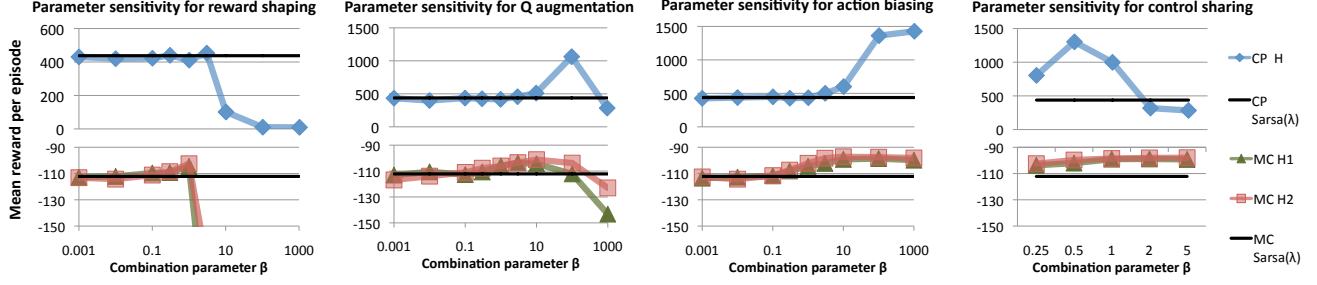 Parameter sensitivity for reward shaping
Parameter sensitivity for Q augmentation
Parameter sensitivity for action biasing
Parameter sensitivity for control sharing
Mean reward per episode
600
400
200
0
-90
-110
-130
-150
0.001 0.1 10 1000
Combination parameter β
1500
1000
500
0
-90
-110
-130
-150
0.001 0.1 10 1000
Combination parameter β
1500
1000
500
0
-90
-110
-130
-150
0.001 0.1 10 1000
Combination parameter β
1500
1000
500
0
-90
-110
-130
-150
0.25 0.5 1 2 5
Combination parameter β
CP H
CP
Sarsa(λ)
MC H1
MC H2
MC
Sarsa(λ)